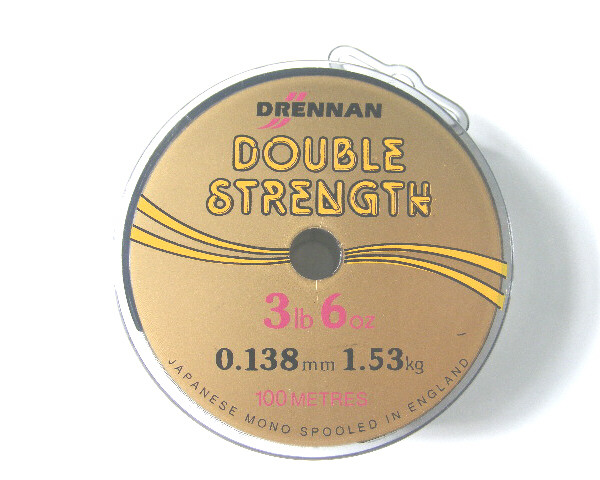 DRENNAN
DOUBLE
STRENGTH
3lb 6oz
0.138mm 1.53kg
100 METRES
JAPANESE MONO SPOOLED IN ENGLAND